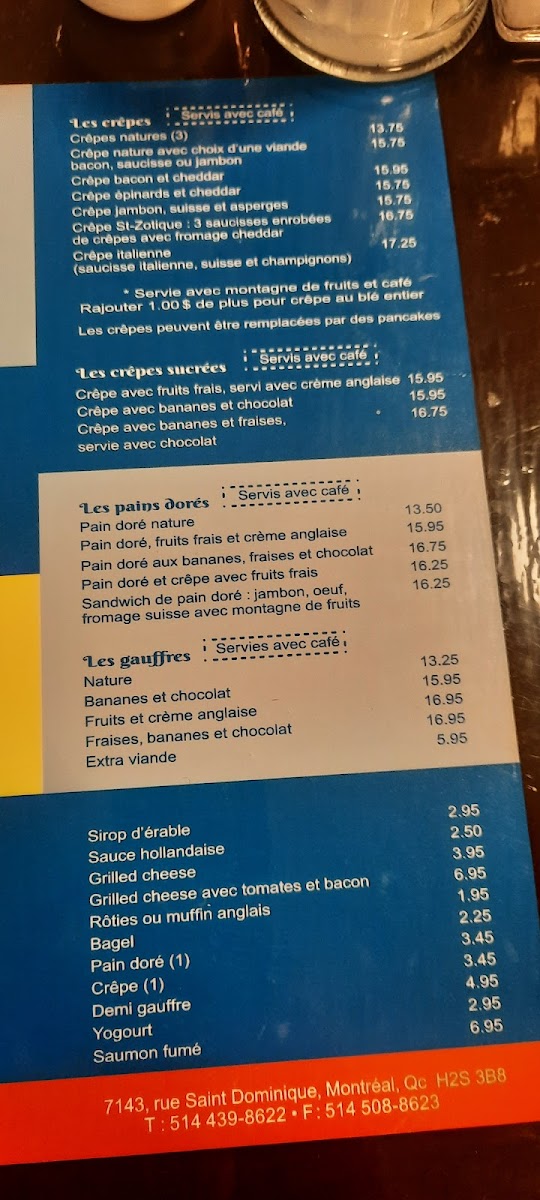 Les crêpes Servis avec café
Crêpes natures (3) 13.75
Crêpe nature avec choix d'une viande 15.75
bacon, saucisse ou jambon
Crêpe bacon et cheddar 15.95
Crêpe épinards et cheddar 15.75
Crêpe jambon, suisse et asperges 15.75
Crêpe St-Zotique : 3 saucisses enrobées 16.75
de crêpes avec fromage cheddar
Crêpe italienne 17.25
(saucisse italienne, suisse et champignons)
* Servie avec montagne de fruits et café
Rajouter 1.00 $ de plus pour crêpe au blé entier
Les crêpes peuvent être remplacées par des pancakes
Les crêpes sucrées Servis avec café
Crêpe avec fruits frais, servi avec crème anglaise 15.95
Crêpe avec bananes et chocolat 15.95
Crêpe avec bananes et fraises, 16.75
servie avec chocolat
Les pains dorés Servis avec café
Pain doré nature 13.50
Pain doré, fruits frais et crème anglaise 15.95
Pain doré aux bananes, fraises et chocolat 16.75
Pain doré et crêpe avec fruits frais 16.25
Sandwich de pain doré : jambon, oeuf, 16.25
fromage suisse avec montagne de fruits
Les gauffres Servies avec café
Nature 13.25
Bananes et chocolat 15.95
Fruits et crème anglaise 16.95
Fraises, bananes et chocolat 16.95
Extra viande 5.95
Sirop d'érable 2.95
Sauce hollandaise 2.50
Grilled cheese 3.95
Grilled cheese avec tomates et bacon 6.95
Rôties ou muffin anglais 1.95
Bagel 2.25
Pain doré (1) 3.45
Crêpe (1) 3.45
Demi gauffre 4.95
Yogourt 2.95
Saumon fumé 6.95
7143, rue Saint Dominique, Montréal, Qc H2S 3B8
T : 514 439-8622 • F : 514 508-8623